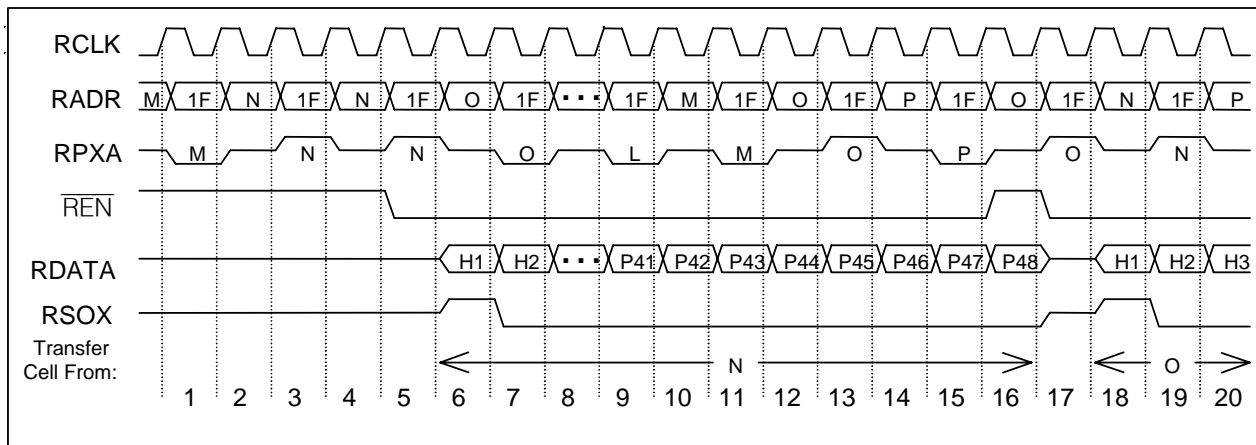 RCLK
RADR M 1F N 1F N 1F O 1F ... 1F M 1F O 1F P 1F O 1F N 1F P
RPXA M N N O L M O P O N
REN
RDATA H1 H2 ... P41 P42 P43 P44 P45 P46 P47 P48 H1 H2 H3
RSOX
Transfer
Cell From: N O
1 2 3 4 5 6 7 8 9 10 11 12 13 14 15 16 17 18 19 20